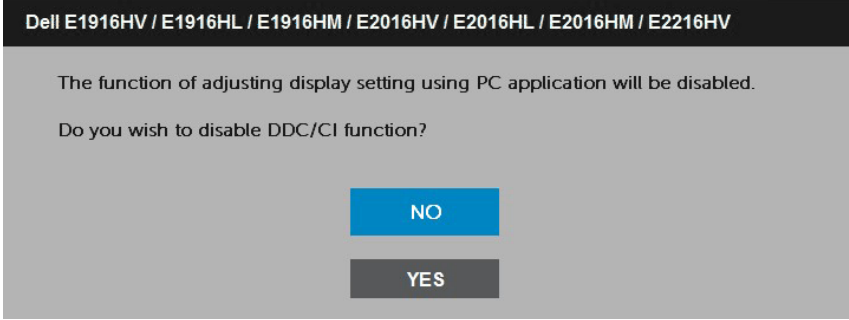 Dell E1916HV / E1916HL / E1916HM / E2016HV / E2016HL / E2016HM / E2216HV
The function of adjusting display setting using PC application will be disabled.
Do you wish to disable DDC/CI function?
NO
YES